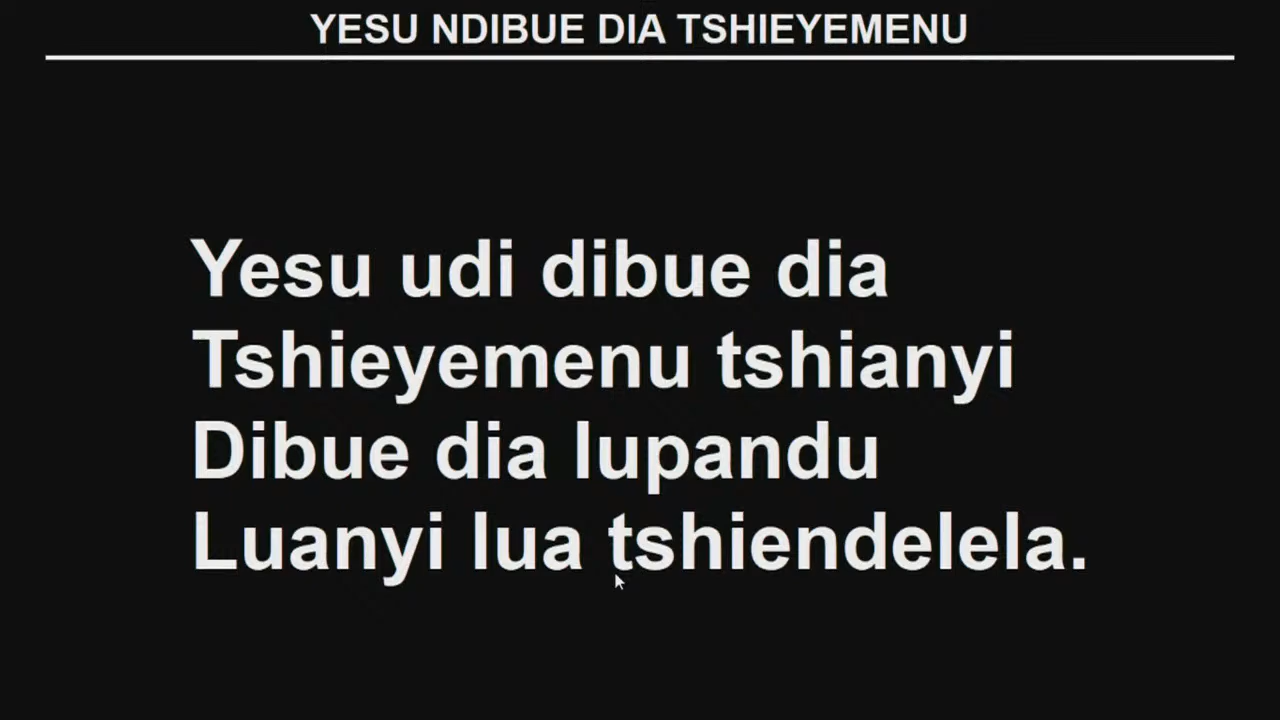 YESU NDIBUE DIA TSHIEYEMENU
Yesu udi dibue dia
Tshieyemenu tshianyi
Dibue dia lupandu
Luanyi lua tshiendelela.